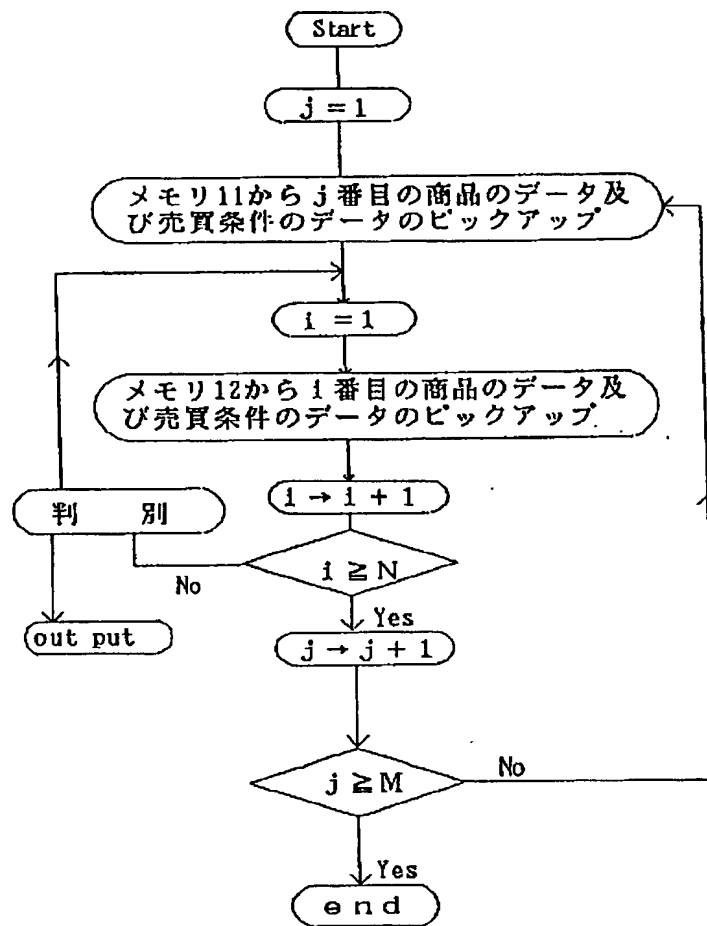 Start
j = 1
メモリ11からj番目の商品のデータ及
び売買条件のデータのピックアップ
i = 1
メモリ12からi番目の商品のデータ及
び売買条件のデータのピックアップ
i → i + 1
判 別
i ≧ N
No
Yes
out put
j → j + 1
j ≧ M
No
Yes
end